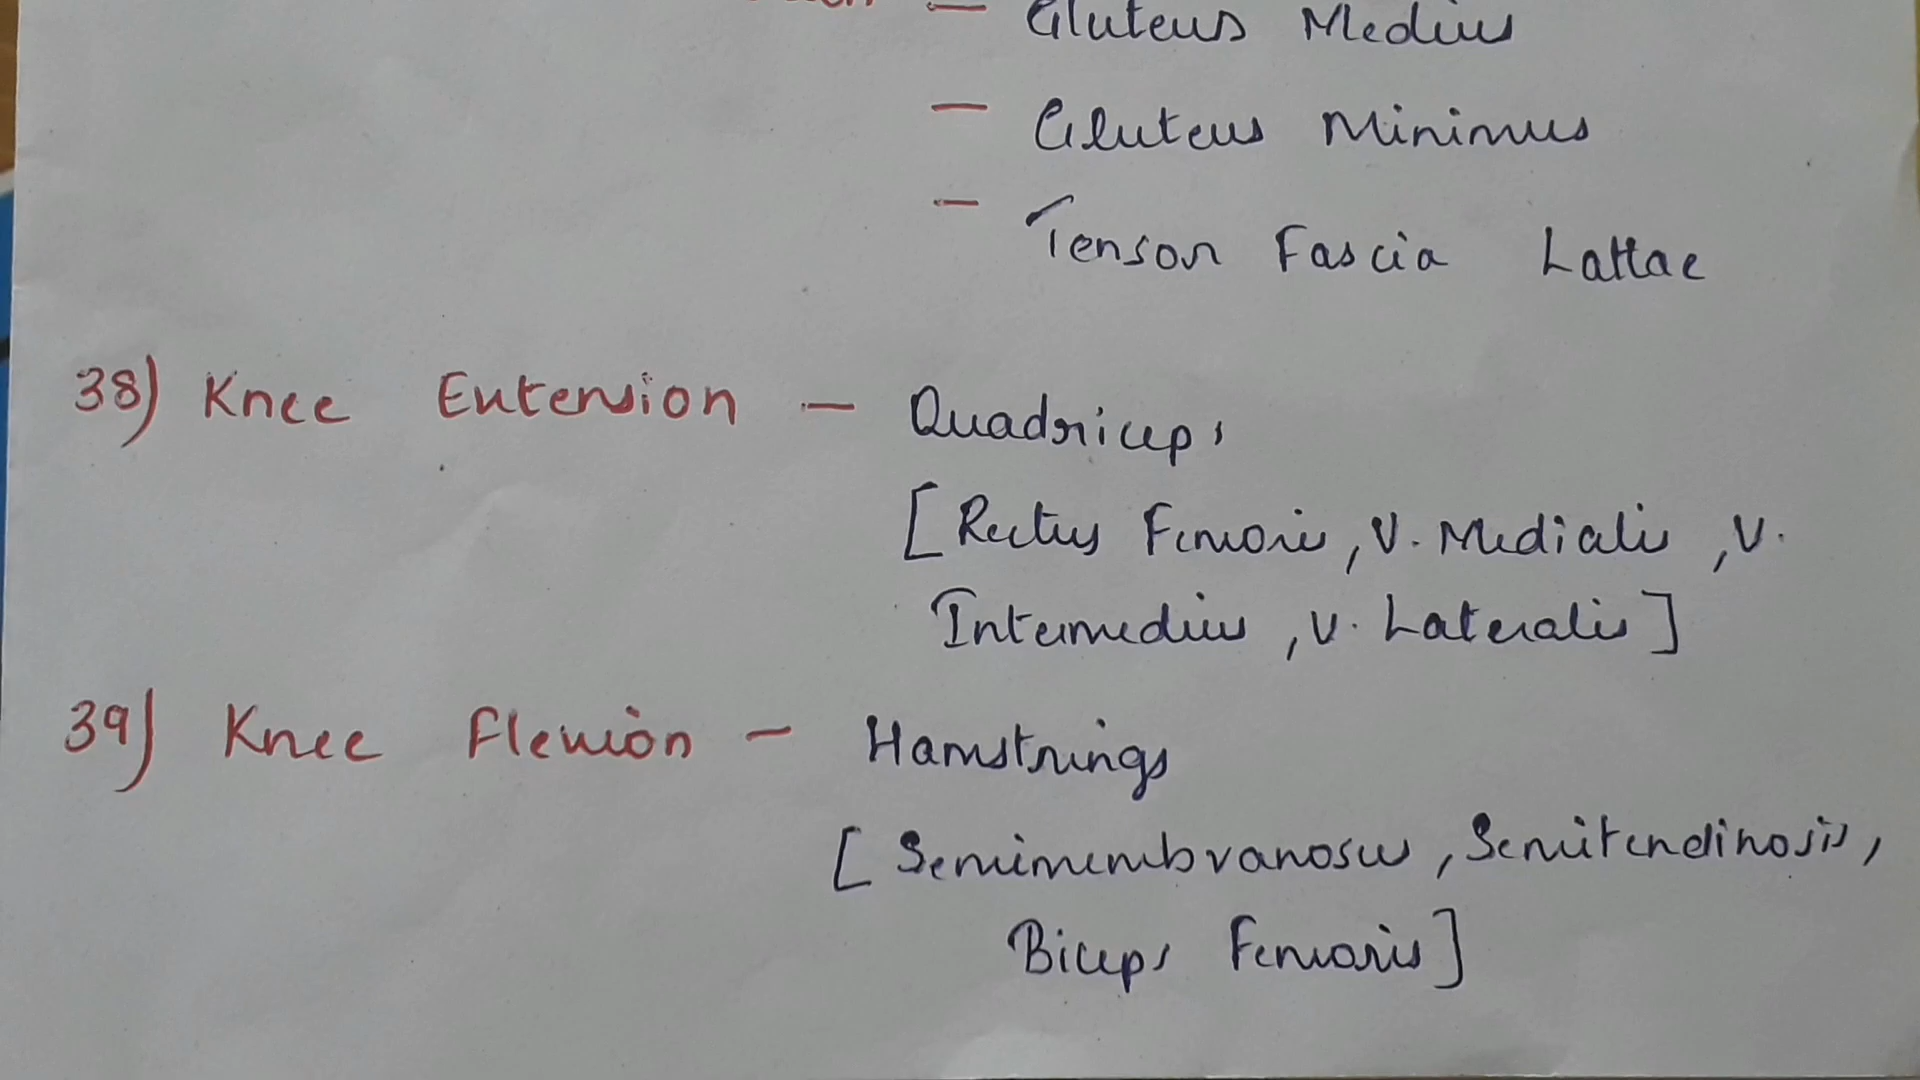 — Gluteus Medius
— Gluteus Minimus
— Tensor Fascia Lattae
38) Knee Extension — Quadriceps
[Rectus Femoris, V. Medialis, V.
Intermedius, V. Lateralis]
39) Knee Flexion — Hamstrings
[Semimembranosus, Semitendinosis,
Biceps Femoris]